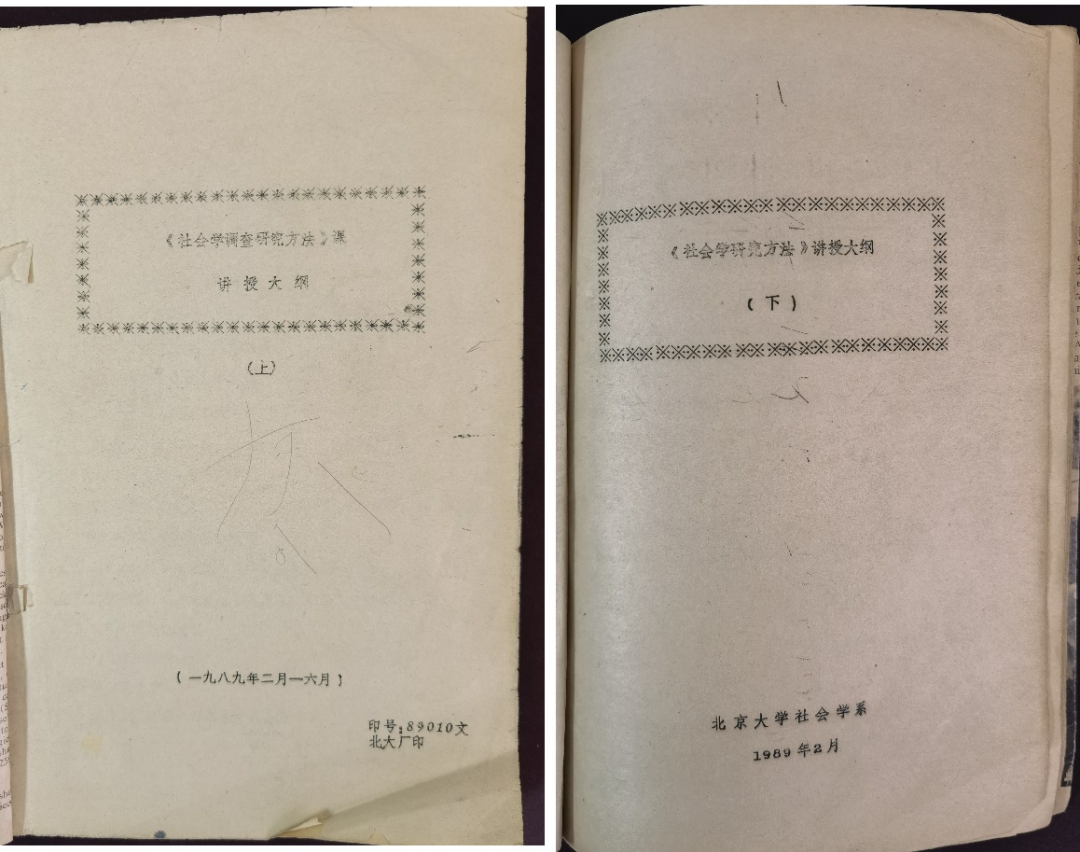 《社会学调查研究方法》课
讲授大纲
(上)
(一九八九年二月一六月)
印号:89010文
北大厂印
《社会学研究方法》讲授大纲
(下)
北京大学社会学系
1989年2月